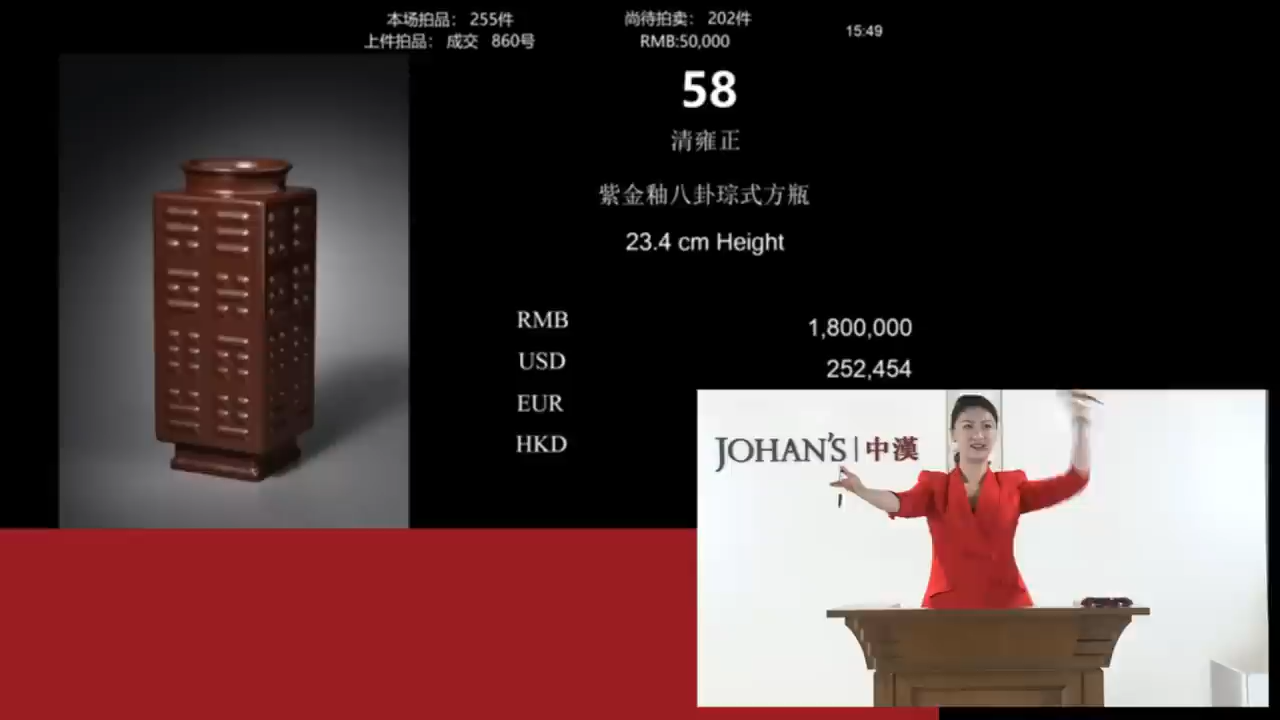 本场拍品： 255件
上件拍品： 成交 860号
尚待拍卖： 202件
RMB:50,000
15:49
58
清雍正
紫金釉八卦琮式方瓶
23.4 cm Height
RMB 1,800,000
USD 252,454
EUR
HKD
JOHAN'S | 中漢